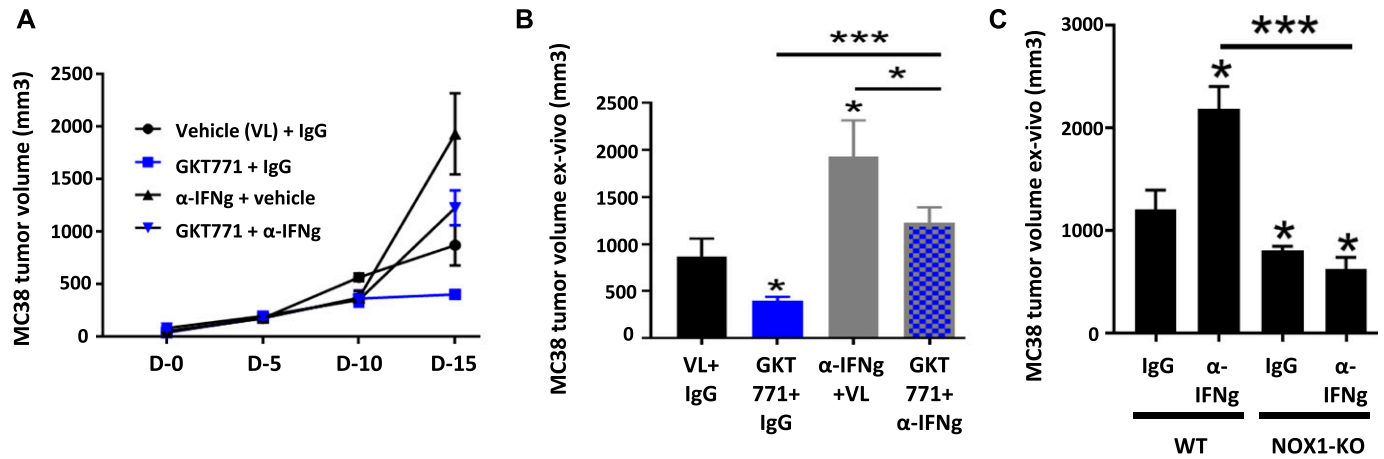 A
MC38 tumor volume (mm3)
2500
2000
1500
1000
500
0
D-0
D-5
D-10
D-15
Vehicle (VL) + IgG
GKT771 + IgG
α-IFNg + vehicle
GKT771 + α-IFNg
B
MC38 tumor volume ex-vivo (mm3)
2500
2000
1500
1000
500
0
***
*
*
*
VL+
IgG
GKT
771+
IgG
α-IFNg
+VL
GKT
771+
α-IFNg
C
MC38 tumor volume ex-vivo (mm3)
3000
2000
1000
0
***
*
*
*
IgG
α-
IFNg
IgG
α-
IFNg
WT
NOX1-KO